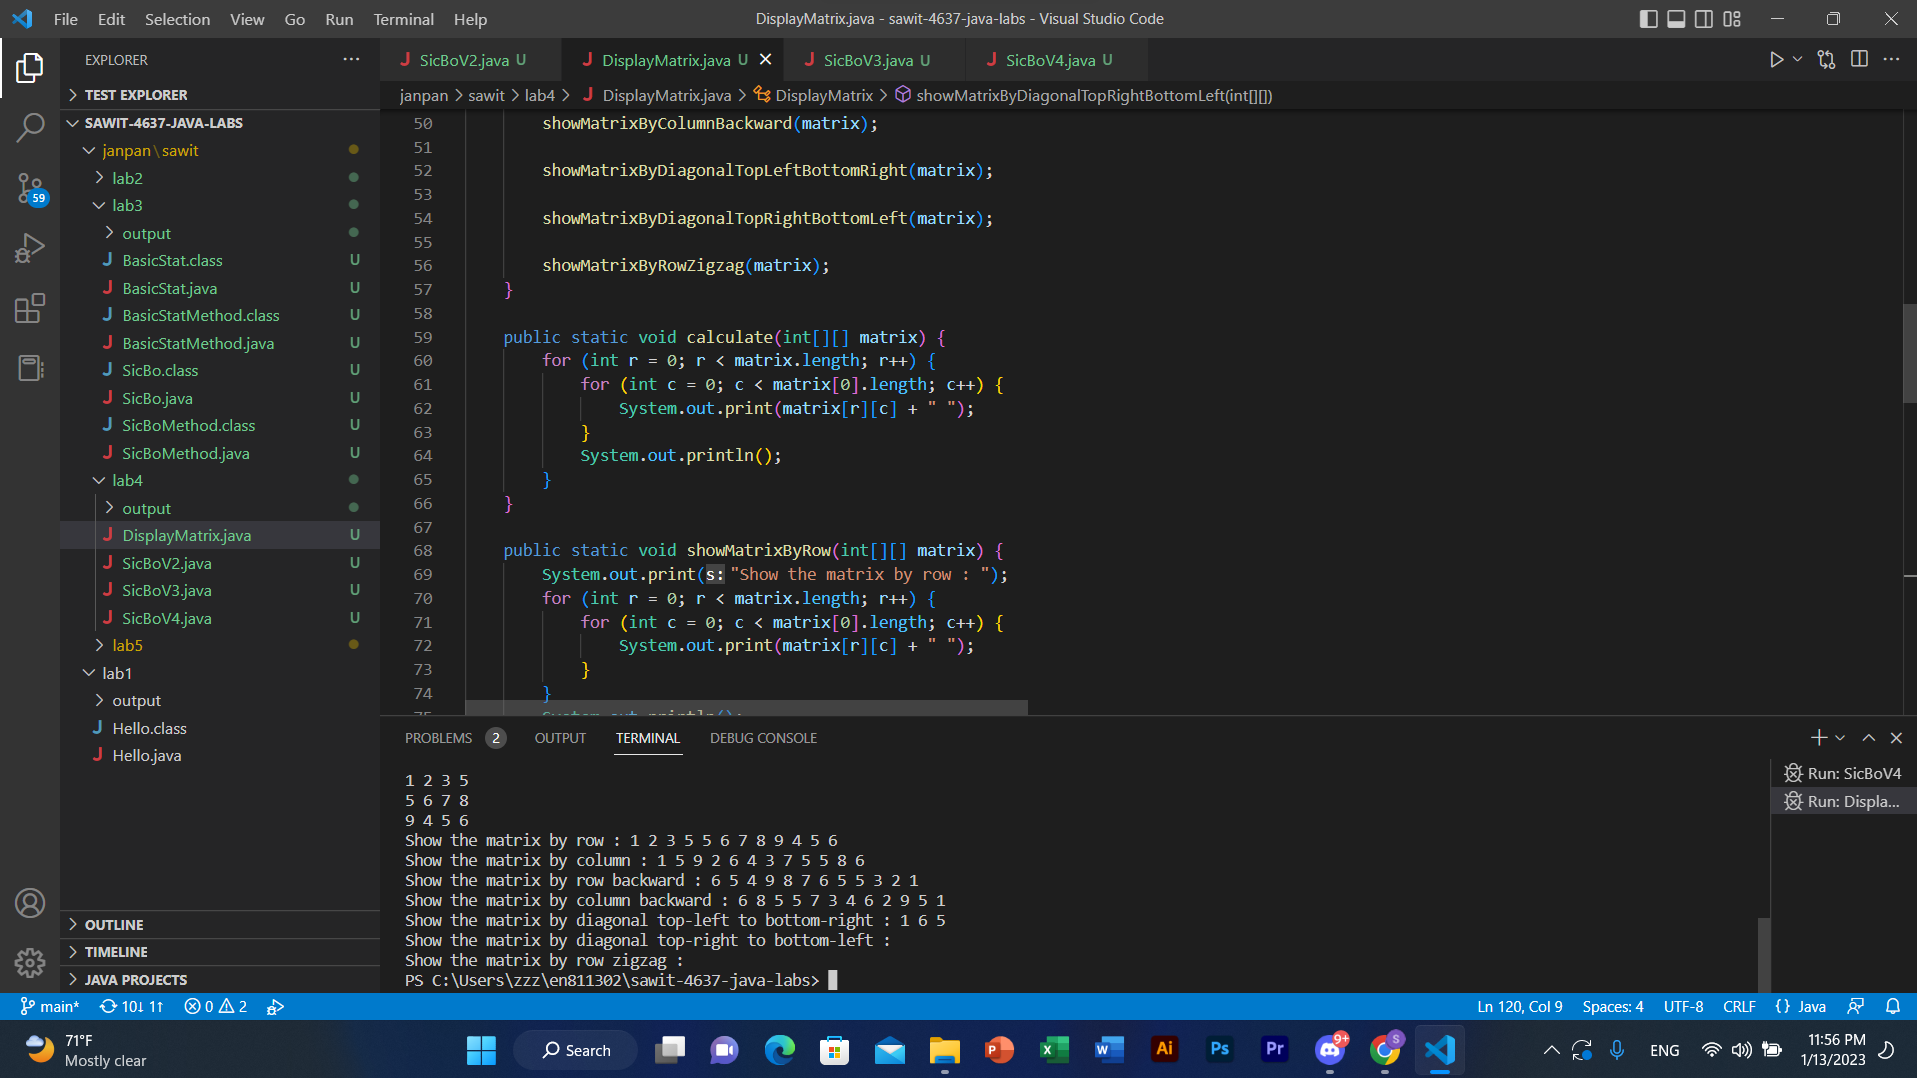 File Edit Selection View Go Run Terminal Help
DisplayMatrix.java - sawit-4637-java-labs - Visual Studio Code
EXPLORER
TEST EXPLORER
SAWIT-4637-JAVA-LABS
janpan\sawit
lab2
lab3
output
BasicStat.class U
BasicStat.java U
BasicStatMethod.class U
BasicStatMethod.java U
SicBo.class U
SicBo.java U
SicBoMethod.class U
SicBoMethod.java U
lab4
output
DisplayMatrix.java U
SicBoV2.java U
SicBoV3.java U
SicBoV4.java U
lab5
lab1
output
Hello.class
Hello.java
OUTLINE
TIMELINE
JAVA PROJECTS
59
SicBoV2.java U DisplayMatrix.java U SicBoV3.java U SicBoV4.java U
janpan > sawit > lab4 > DisplayMatrix.java > DisplayMatrix > showMatrixByDiagonalTopRightBottomLeft(int[][])
50 showMatrixByColumnBackward(matrix);
51
52 showMatrixByDiagonalTopLeftBottomRight(matrix);
53
54 showMatrixByDiagonalTopRightBottomLeft(matrix);
55
56 showMatrixByRowZigzag(matrix);
57 }
58
59 public static void calculate(int[][] matrix) {
60 for (int r = 0; r < matrix.length; r++) {
61 for (int c = 0; c < matrix[0].length; c++) {
62 System.out.print(matrix[r][c] + " ");
63 }
64 System.out.println();
65 }
66 }
67
68 public static void showMatrixByRow(int[][] matrix) {
69 System.out.print(s: "Show the matrix by row : ");
70 for (int r = 0; r < matrix.length; r++) {
71 for (int c = 0; c < matrix[0].length; c++) {
72 System.out.print(matrix[r][c] + " ");
73 }
74 }
75 System.out.println();
PROBLEMS 2 OUTPUT TERMINAL DEBUG CONSOLE
1 2 3 5
5 6 7 8
9 4 5 6
Show the matrix by row : 1 2 3 5 5 6 7 8 9 4 5 6
Show the matrix by column : 1 5 9 2 6 4 3 7 5 5 8 6
Show the matrix by row backward : 6 5 4 9 8 7 6 5 5 3 2 1
Show the matrix by column backward : 6 8 5 5 7 3 4 6 2 9 5 1
Show the matrix by diagonal top-left to bottom-right : 1 6 5
Show the matrix by diagonal top-right to bottom-left :
Show the matrix by row zigzag :
PS C:\Users\zzz\en811302\sawit-4637-java-labs>
Run: SicBoV4
Run: Displa...
main* 10↓ 1↑ 0 2
Ln 120, Col 9 Spaces: 4 UTF-8 CRLF {} Java
71°F
Mostly clear
Search
P X W Ai Ps Pr 9+ S
ENG
11:56 PM
1/13/2023